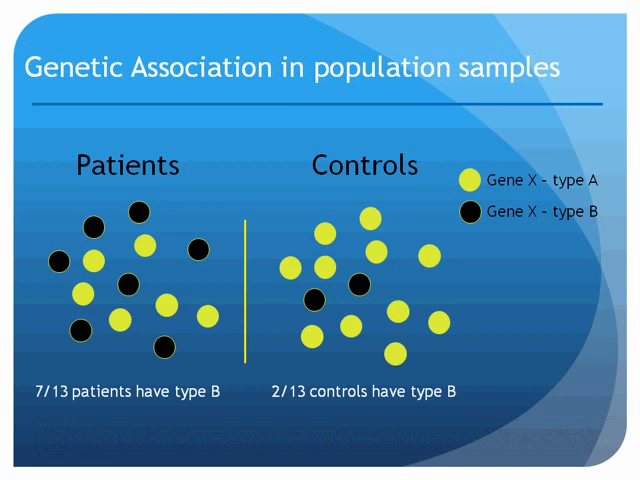 Genetic Association in population samples
Patients
Controls
Gene X – type A
Gene X – type B
7/13 patients have type B
2/13 controls have type B